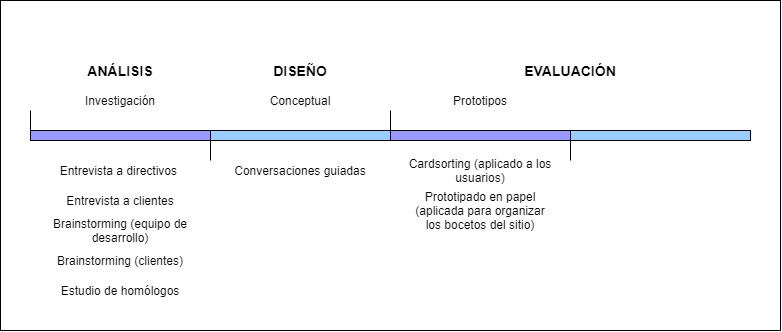 ANÁLISIS
DISEÑO
EVALUACIÓN
Investigación
Conceptual
Prototipos
Entrevista a directivos
Entrevista a clientes
Brainstorming (equipo de
desarrollo)
Brainstorming (clientes)
Estudio de homólogos
Conversaciones guiadas
Cardsorting (aplicado a los
usuarios)
Prototipado en papel
(aplicada para organizar
los bocetos del sitio)